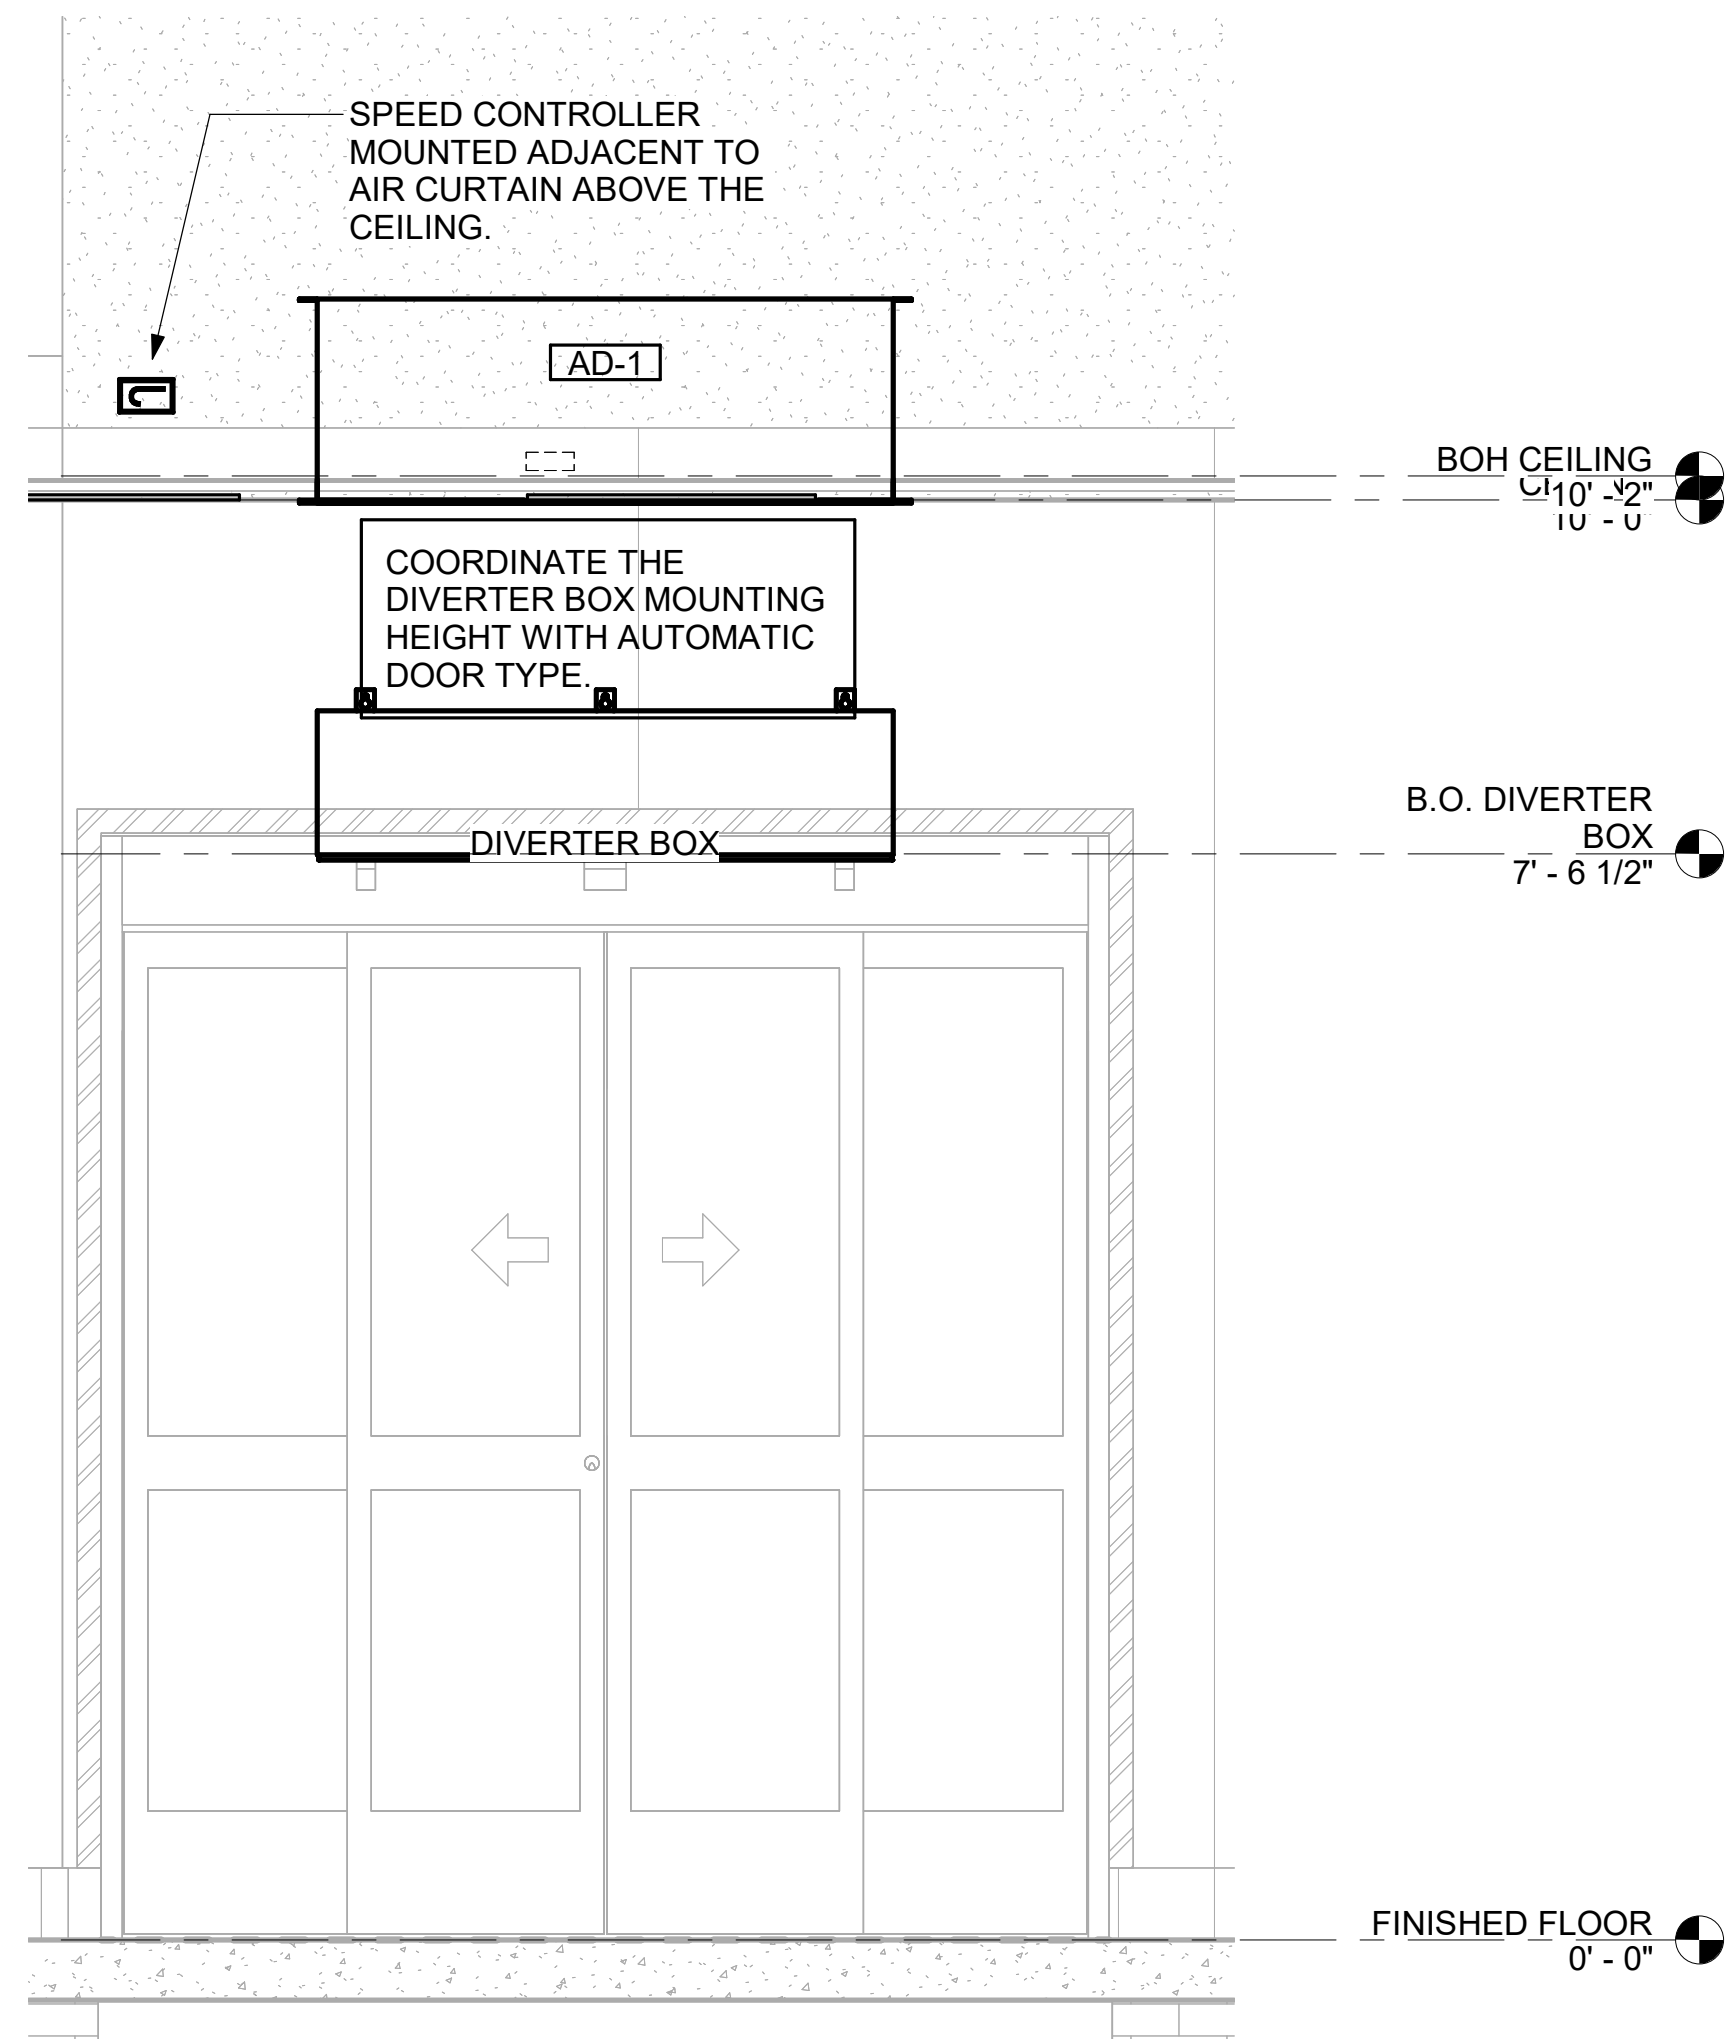 SPEED CONTROLLER
MOUNTED ADJACENT TO
AIR CURTAIN ABOVE THE
CEILING.
AD-1
BOH CEILING
10' - 2"
10' - 0"
COORDINATE THE
DIVERTER BOX MOUNTING
HEIGHT WITH AUTOMATIC
DOOR TYPE.
B.O. DIVERTER
BOX
7' - 6 1/2"
DIVERTER BOX
FINISHED FLOOR
0' - 0"